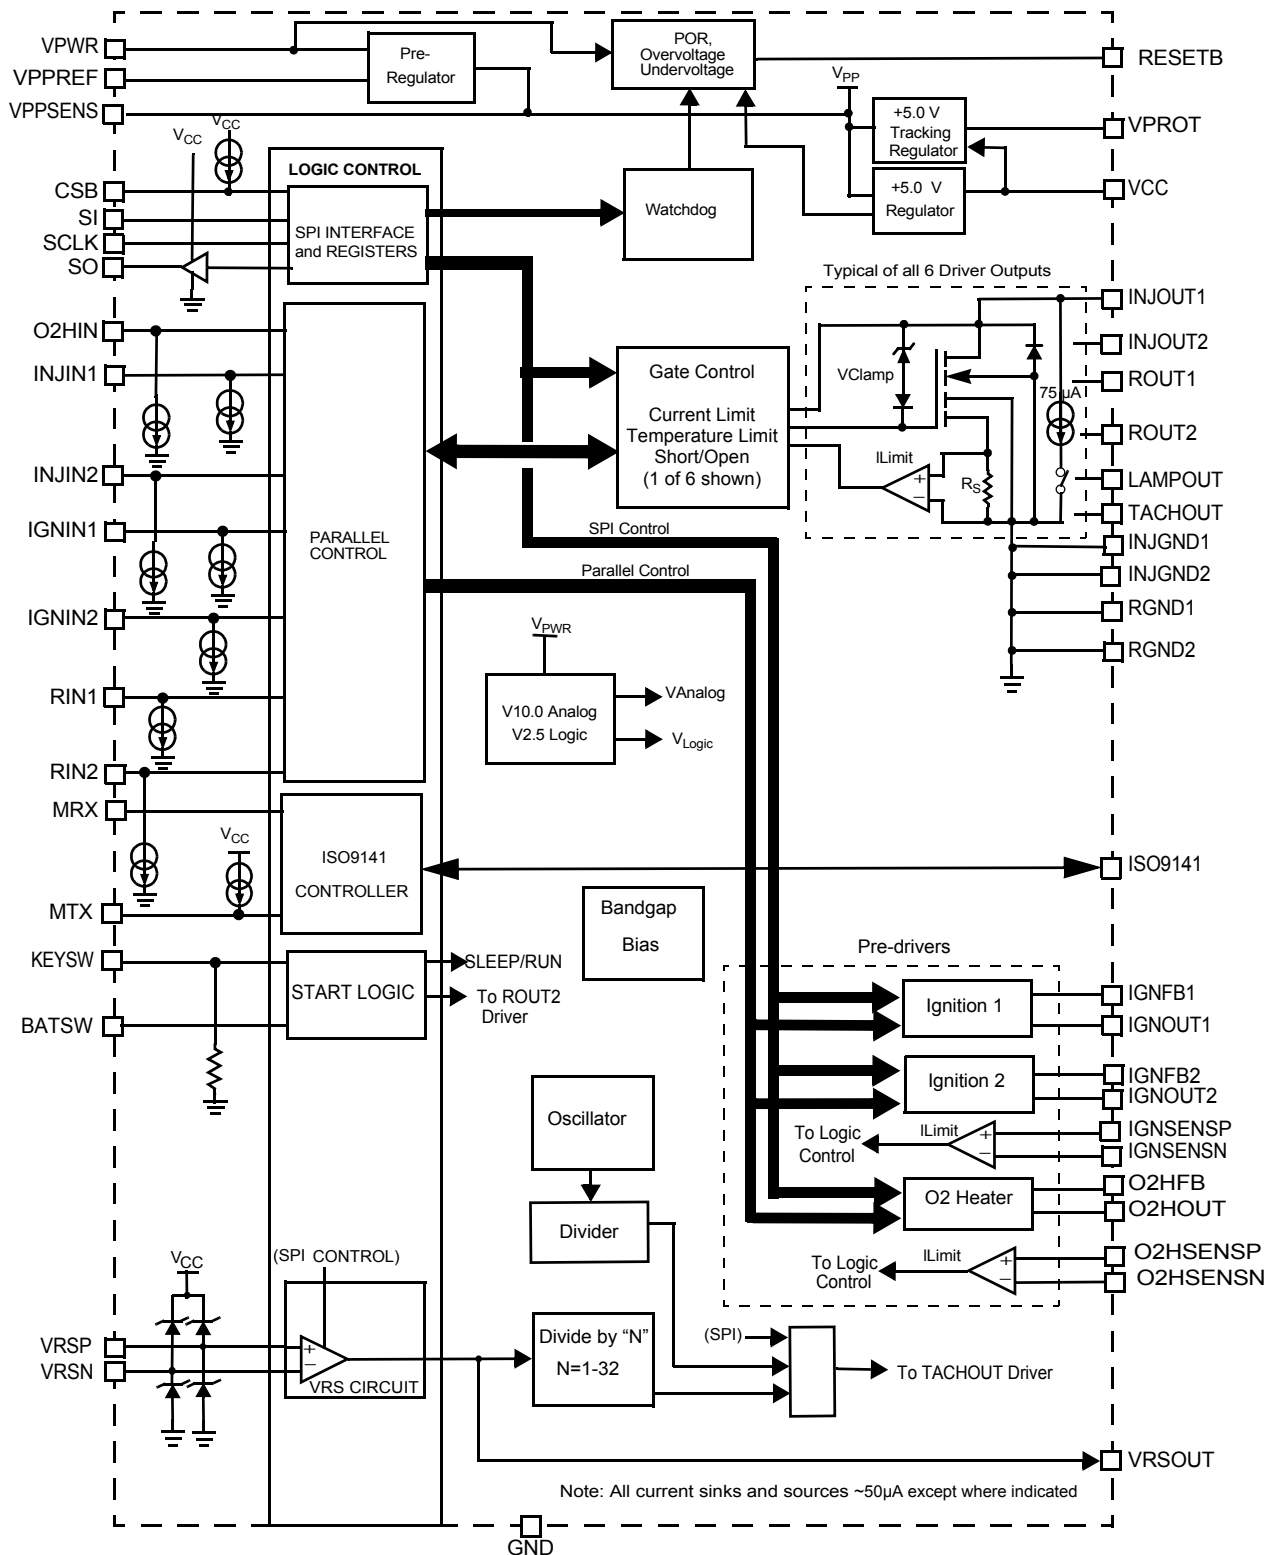 VPWR
VPPREF
VPPSENS
Pre-
Regulator
POR,
Overvoltage
Undervoltage
RESETB
VPP
+5.0 V
Tracking
Regulator
VPROT
+5.0 V
Regulator
VCC
VCC
VCC
LOGIC CONTROL
CSB
SI
SCLK
SO
SPI INTERFACE
and REGISTERS
Watchdog
Typical of all 6 Driver Outputs
O2HIN
INJIN1
INJIN2
IGNIN1
IGNIN2
RIN1
RIN2
PARALLEL
CONTROL
Gate Control
Current Limit
Temperature Limit
Short/Open
(1 of 6 shown)
VClamp
75 µA
ILimit
RS
+
−
INJOUT1
INJOUT2
ROUT1
ROUT2
LAMPOUT
TACHOUT
INJGND1
INJGND2
RGND1
RGND2
SPI Control
Parallel Control
VPWR
V10.0 Analog
V2.5 Logic
VAnalog
VLogic
MRX
MTX
VCC
ISO9141
CONTROLLER
ISO9141
Bandgap
Bias
KEYSW
BATSW
START LOGIC
SLEEP/RUN
To ROUT2
Driver
Pre-drivers
Ignition 1
IGNFB1
IGNOUT1
Ignition 2
IGNFB2
IGNOUT2
To Logic
Control
ILimit
+
−
IGNSENSP
IGNSENSN
O2 Heater
O2HFB
O2HOUT
To Logic
Control
ILimit
+
−
O2HSENSP
O2HSENSN
Oscillator
Divider
VCC
(SPI CONTROL)
VRSP
VRSN
+
−
VRS CIRCUIT
Divide by “N”
N=1-32
(SPI)
To TACHOUT Driver
VRSOUT
Note: All current sinks and sources ~50µA except where indicated
GND